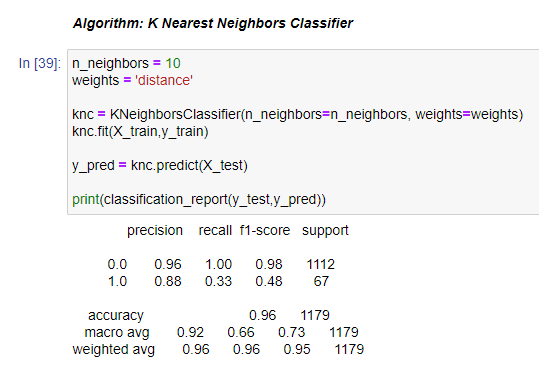 Algorithm: K Nearest Neighbors Classifier
In [39]: n_neighbors = 10
weights = 'distance'
knc = KNeighborsClassifier(n_neighbors=n_neighbors, weights=weights)
knc.fit(X_train,y_train)
y_pred = knc.predict(X_test)
print(classification_report(y_test,y_pred))
precision recall f1-score support
0.0 0.96 1.00 0.98 1112
1.0 0.88 0.33 0.48 67
accuracy 0.96 1179
macro avg 0.92 0.66 0.73 1179
weighted avg 0.96 0.96 0.95 1179